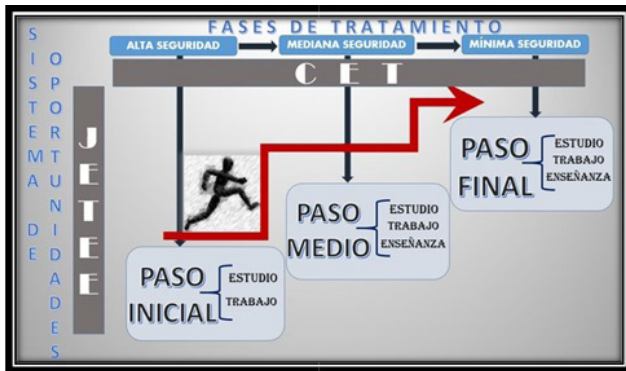 FASES DE TRATAMIENTO
ALTA SEGURIDAD
MEDIANA SEGURIDAD
MÍNIMA SEGURIDAD
CET
SISTEMA DE
OPORTUNIDADES
JETEE
PASO
INICIAL
ESTUDIO
TRABAJO
PASO
MEDIO
ESTUDIO
TRABAJO
ENSEÑANZA
PASO
FINAL
ESTUDIO
TRABAJO
ENSEÑANZA